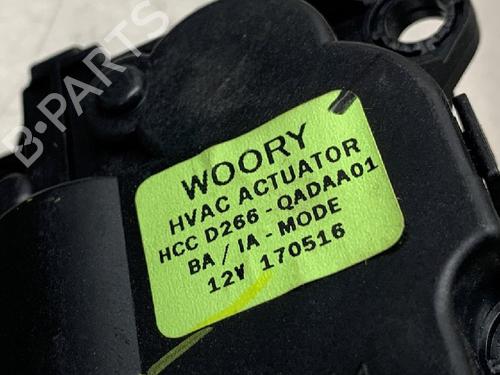 B-PARTS
WOORY
HVAC ACTUATOR
HCC D266-QADAA01
BA / IA - MODE
12V 170516